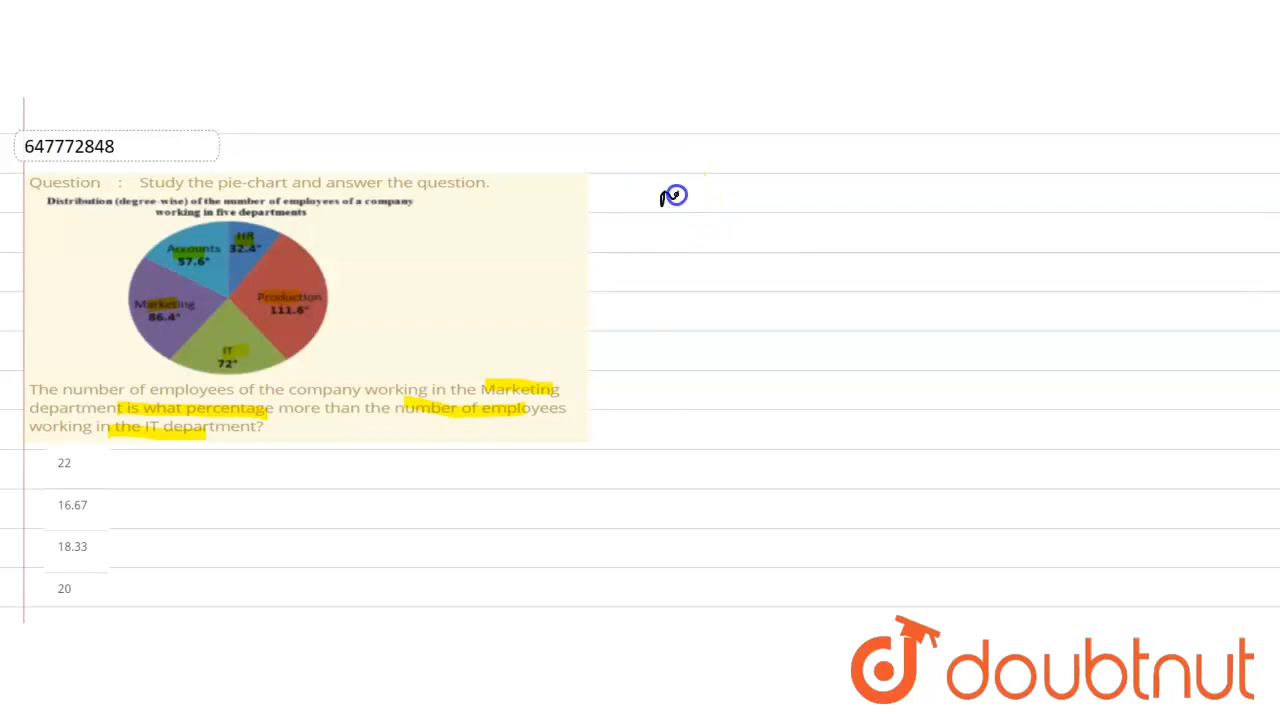 647772848
Question : Study the pie-chart and answer the question.
Distribution (degree-wise) of the number of employees of a company
working in five departments
HR
32.4°
Accounts
57.6°
Production
111.6°
Marketing
86.4°
IT
72°
The number of employees of the company working in the Marketing
department is what percentage more than the number of employees
working in the IT department?
22
16.67
18.33
20
doubtnut